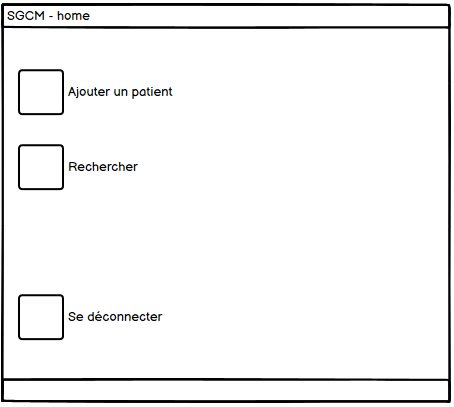 SGCM - home
Ajouter un patient
Rechercher
Se déconnecter